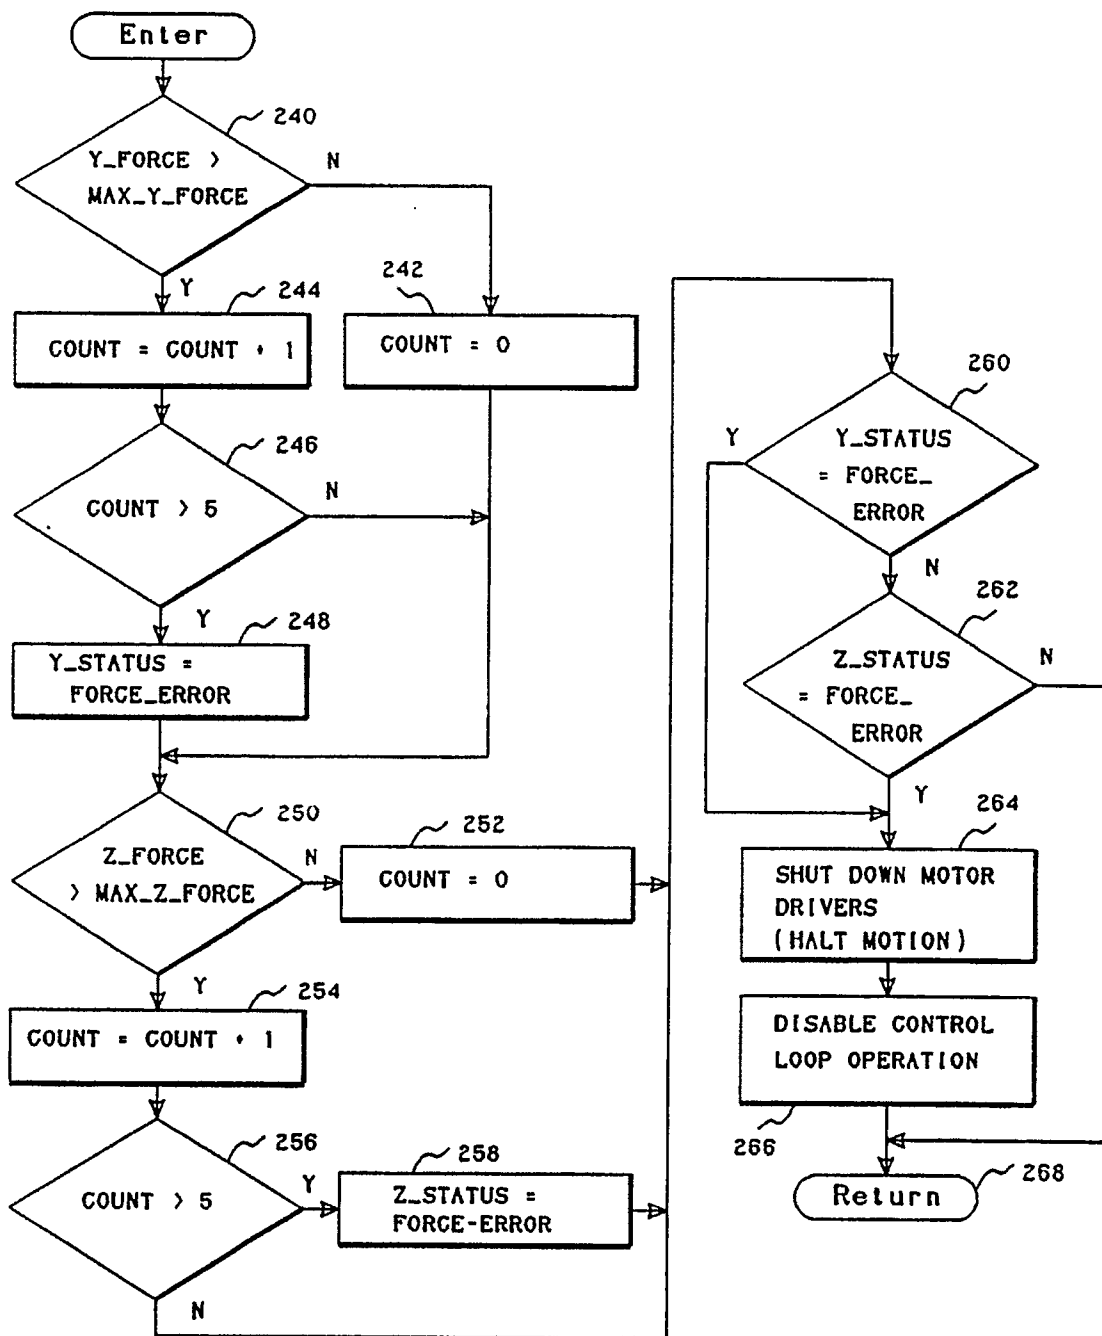 Enter
240
Y_FORCE >
MAX_Y_FORCE
N
Y
244
COUNT = COUNT + 1
242
COUNT = 0
246
COUNT > 5
N
Y
248
Y_STATUS =
FORCE_ERROR
250
Z_FORCE
> MAX_Z_FORCE
N
252
COUNT = 0
Y
254
COUNT = COUNT + 1
256
COUNT > 5
Y
258
Z_STATUS =
FORCE-ERROR
N
260
Y
Y_STATUS
= FORCE_
ERROR
N
262
Z_STATUS
= FORCE_
ERROR
N
Y
264
SHUT DOWN MOTOR
DRIVERS
(HALT MOTION)
DISABLE CONTROL
LOOP OPERATION
266
Return
268